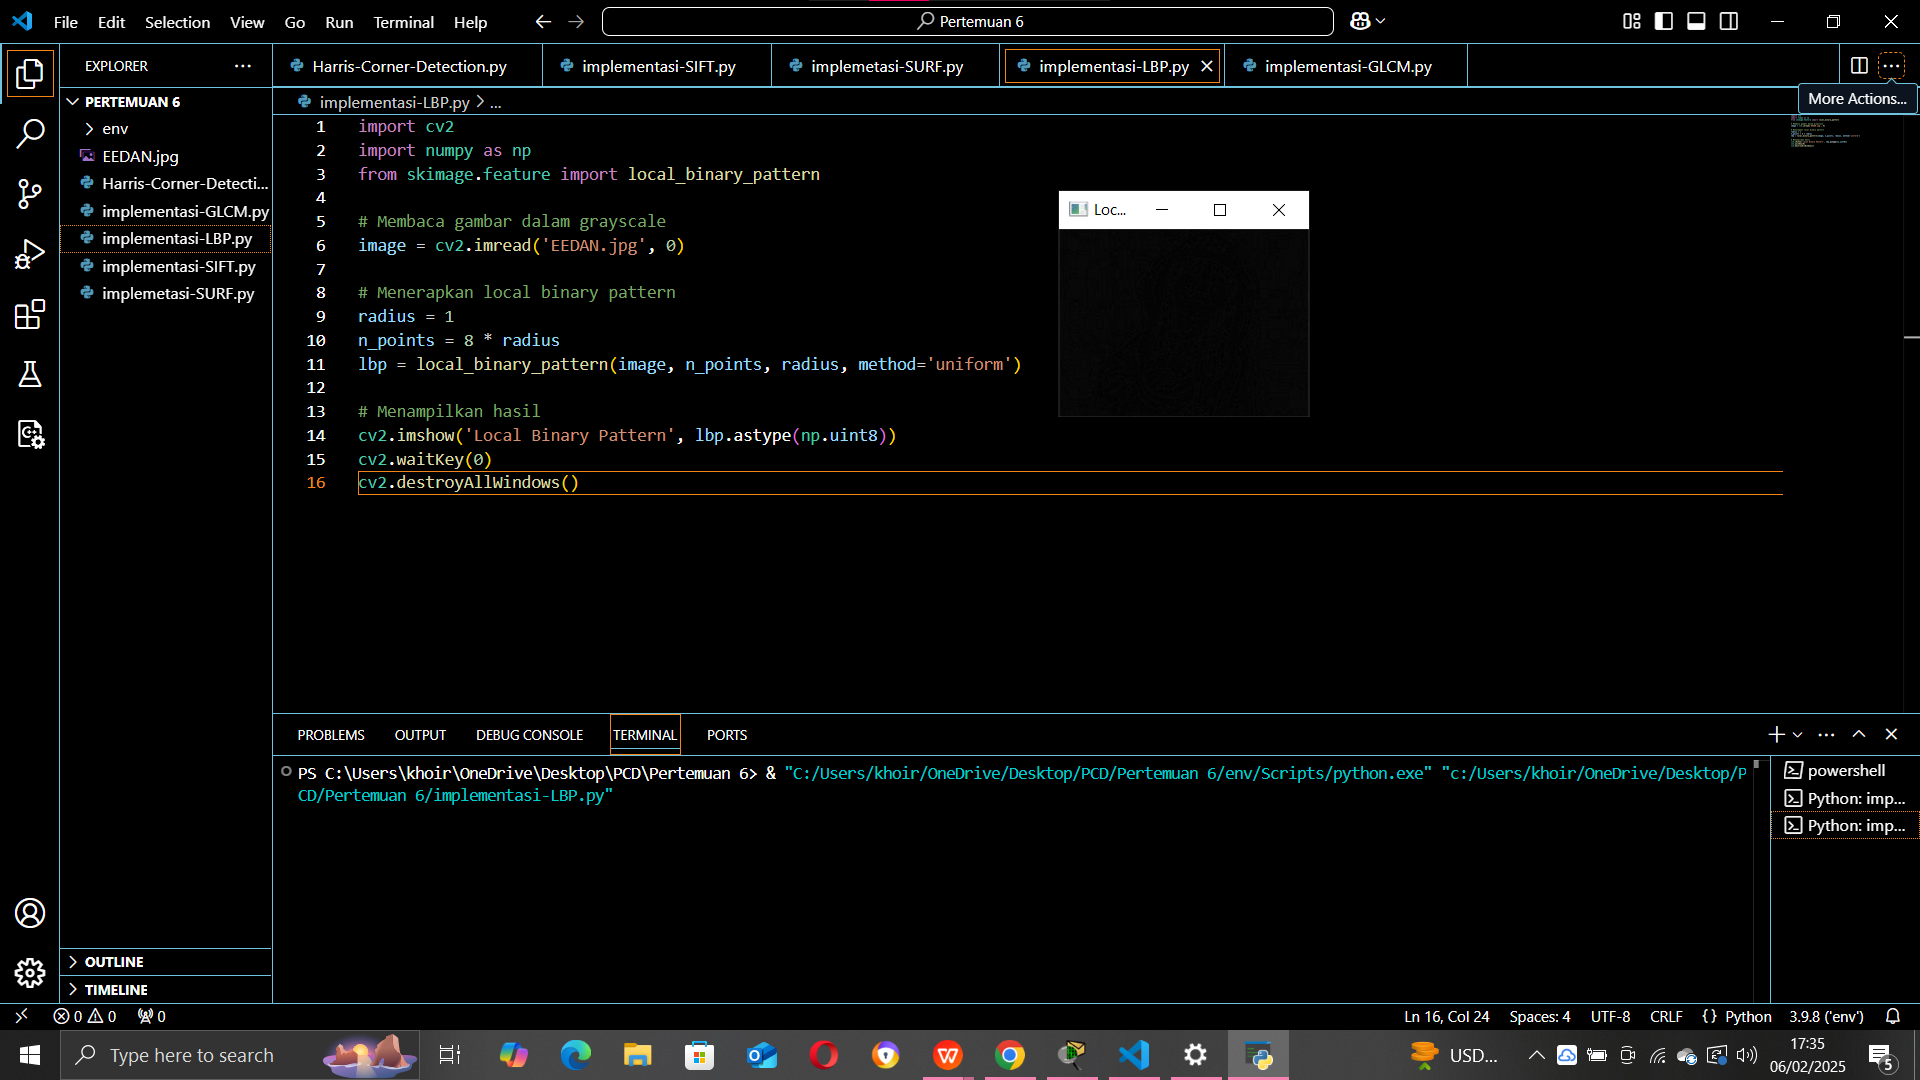 File Edit Selection View Go Run Terminal Help
Pertemuan 6
EXPLORER
Harris-Corner-Detection.py
implementasi-SIFT.py
implemetasi-SURF.py
implementasi-LBP.py
implementasi-GLCM.py
More Actions...
PERTEMUAN 6
env
EEDAN.jpg
Harris-Corner-Detecti...
implementasi-GLCM.py
implementasi-LBP.py
implementasi-SIFT.py
implemetasi-SURF.py
implementasi-LBP.py > ...
1 import cv2
2 import numpy as np
3 from skimage.feature import local_binary_pattern
4
5 # Membaca gambar dalam grayscale
6 image = cv2.imread('EEDAN.jpg', 0)
7
8 # Menerapkan local binary pattern
9 radius = 1
10 n_points = 8 * radius
11 lbp = local_binary_pattern(image, n_points, radius, method='uniform')
12
13 # Menampilkan hasil
14 cv2.imshow('Local Binary Pattern', lbp.astype(np.uint8))
15 cv2.waitKey(0)
16 cv2.destroyAllWindows()
Loc...
PROBLEMS OUTPUT DEBUG CONSOLE TERMINAL PORTS
PS C:\Users\khoir\OneDrive\Desktop\PCD\Pertemuan 6> & "C:/Users/khoir/OneDrive/Desktop/PCD/Pertemuan 6/env/Scripts/python.exe" "c:/Users/khoir/OneDrive/Desktop/P
CD/Pertemuan 6/implementasi-LBP.py"
powershell
Python: imp...
Python: imp...
OUTLINE
TIMELINE
0 0 0
Ln 16, Col 24 Spaces: 4 UTF-8 CRLF {} Python 3.9.8 ('env')
Type here to search
USD...
17:35
06/02/2025
5